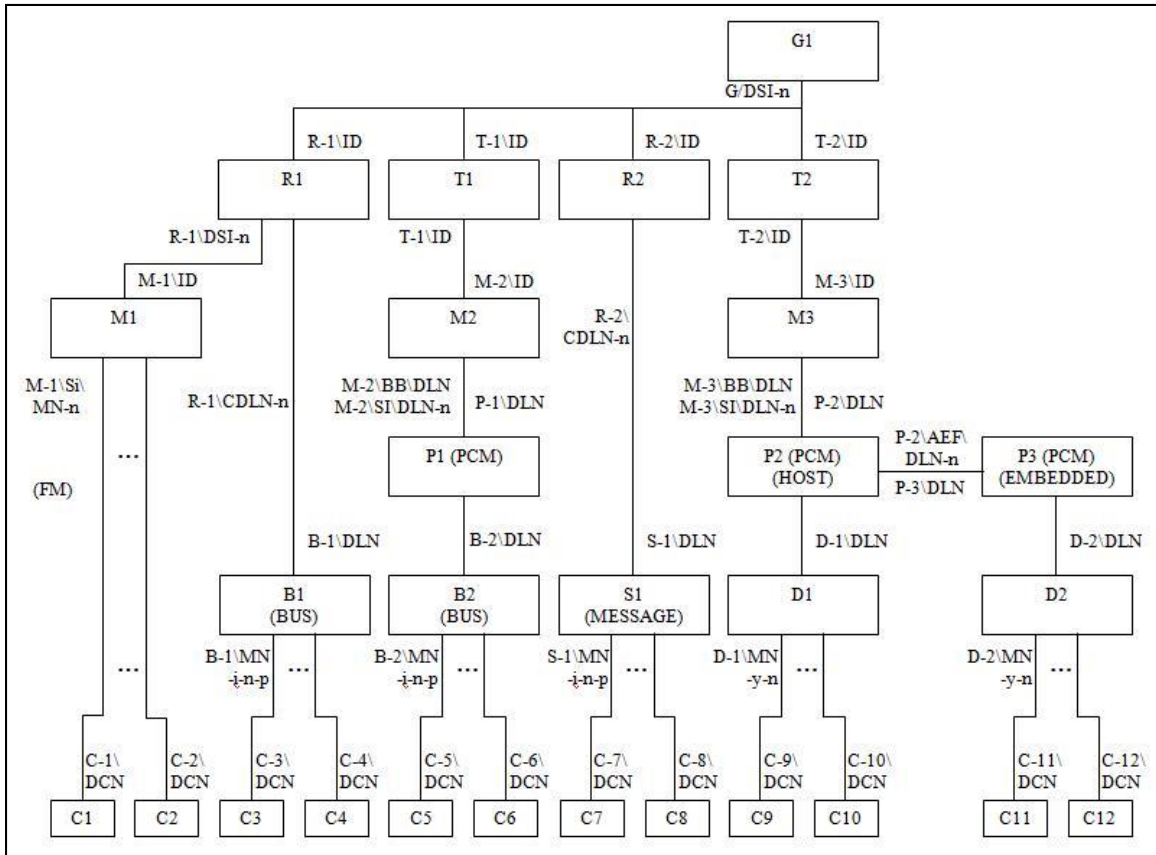 G1
G/DSI-n
R-1\ID
T-1\ID
R-2\ID
T-2\ID
R1
T1
R2
T2
R-1\DSI-n
T-1\ID
T-2\ID
M-1\ID
M-2\ID
M-3\ID
M1
M2
R-2\
CDLN-n
M3
M-1\Si\
MN-n
R-1\CDLN-n
M-2\BB\DLN
M-2\SI\DLN-n
P-1\DLN
M-3\BB\DLN
M-3\SI\DLN-n
P-2\DLN
...
(FM)
P1 (PCM)
P2 (PCM)
(HOST)
P-2\AEF\
DLN-n
P-3\DLN
P3 (PCM)
(EMBEDDED)
B-1\DLN
B-2\DLN
S-1\DLN
D-1\DLN
D-2\DLN
B1
(BUS)
B2
(BUS)
S1
(MESSAGE)
D1
D2
...
B-1\MN
-i-n-p
...
B-2\MN
-i-n-p
...
S-1\MN
-i-n-p
...
D-1\MN
-y-n
...
D-2\MN
-y-n
...
C-1\
DCN
C-2\
DCN
C-3\
DCN
C-4\
DCN
C-5\
DCN
C-6\
DCN
C-7\
DCN
C-8\
DCN
C-9\
DCN
C-10\
DCN
C-11\
DCN
C-12\
DCN
C1
C2
C3
C4
C5
C6
C7
C8
C9
C10
C11
C12